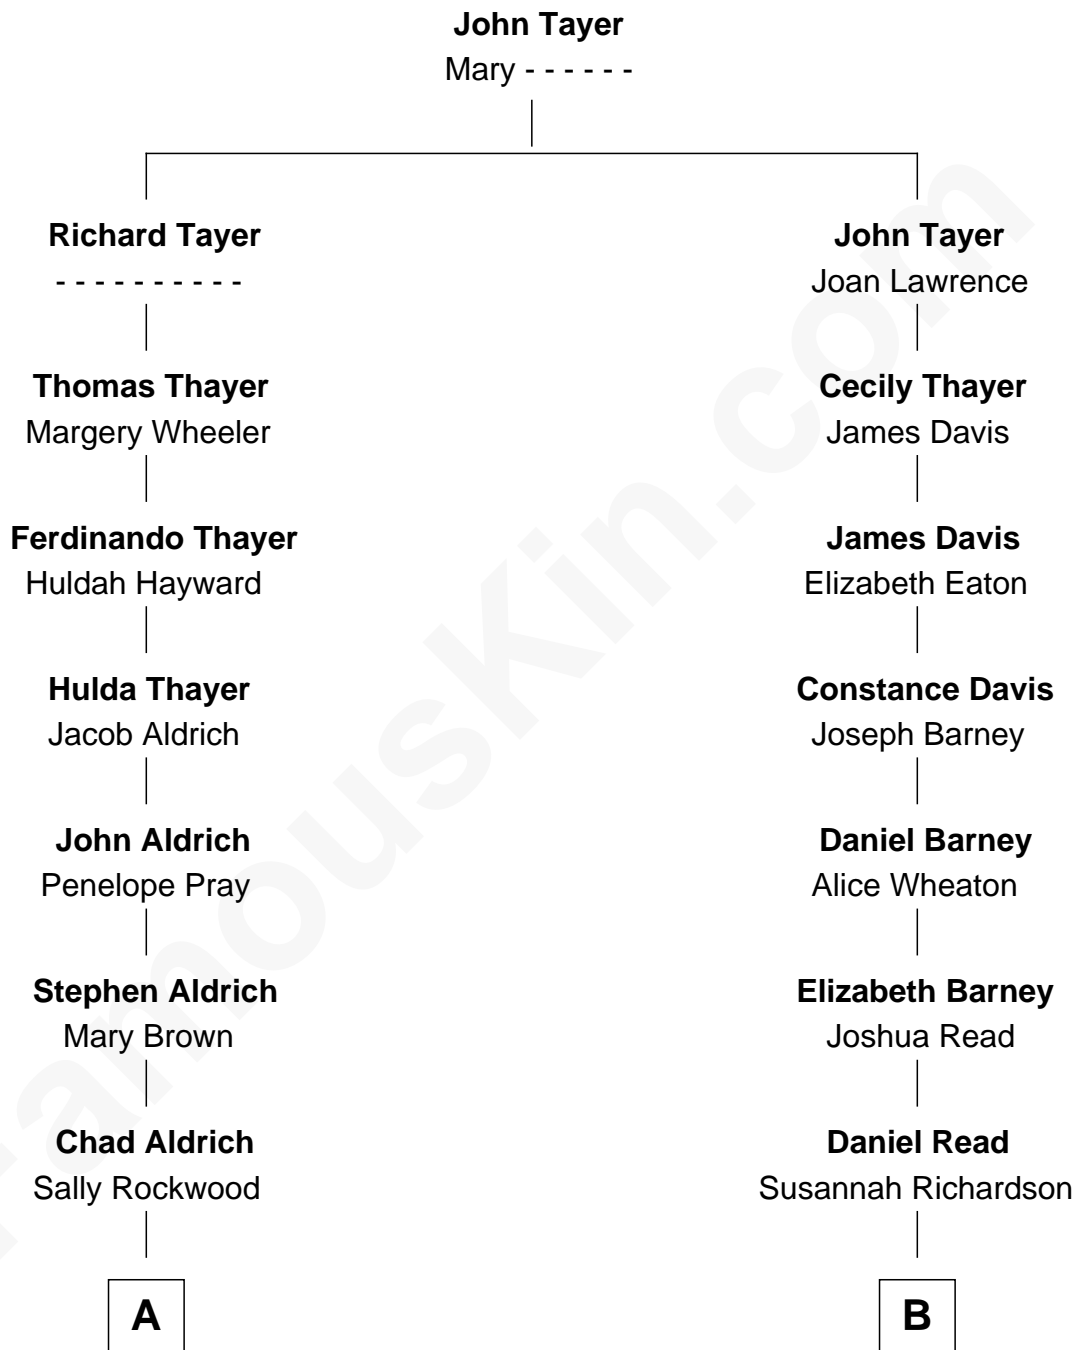 John Tayer
Mary - - - - - -
Richard Tayer
- - - - - - - - - -
John Tayer
Joan Lawrence
Thomas Thayer
Margery Wheeler
Cecily Thayer
James Davis
Ferdinando Thayer
Huldah Hayward
James Davis
Elizabeth Eaton
Hulda Thayer
Jacob Aldrich
Constance Davis
Joseph Barney
John Aldrich
Penelope Pray
Daniel Barney
Alice Wheaton
Stephen Aldrich
Mary Brown
Elizabeth Barney
Joshua Read
Chad Aldrich
Sally Rockwood
Daniel Read
Susannah Richardson
A
B
FamousKin.com